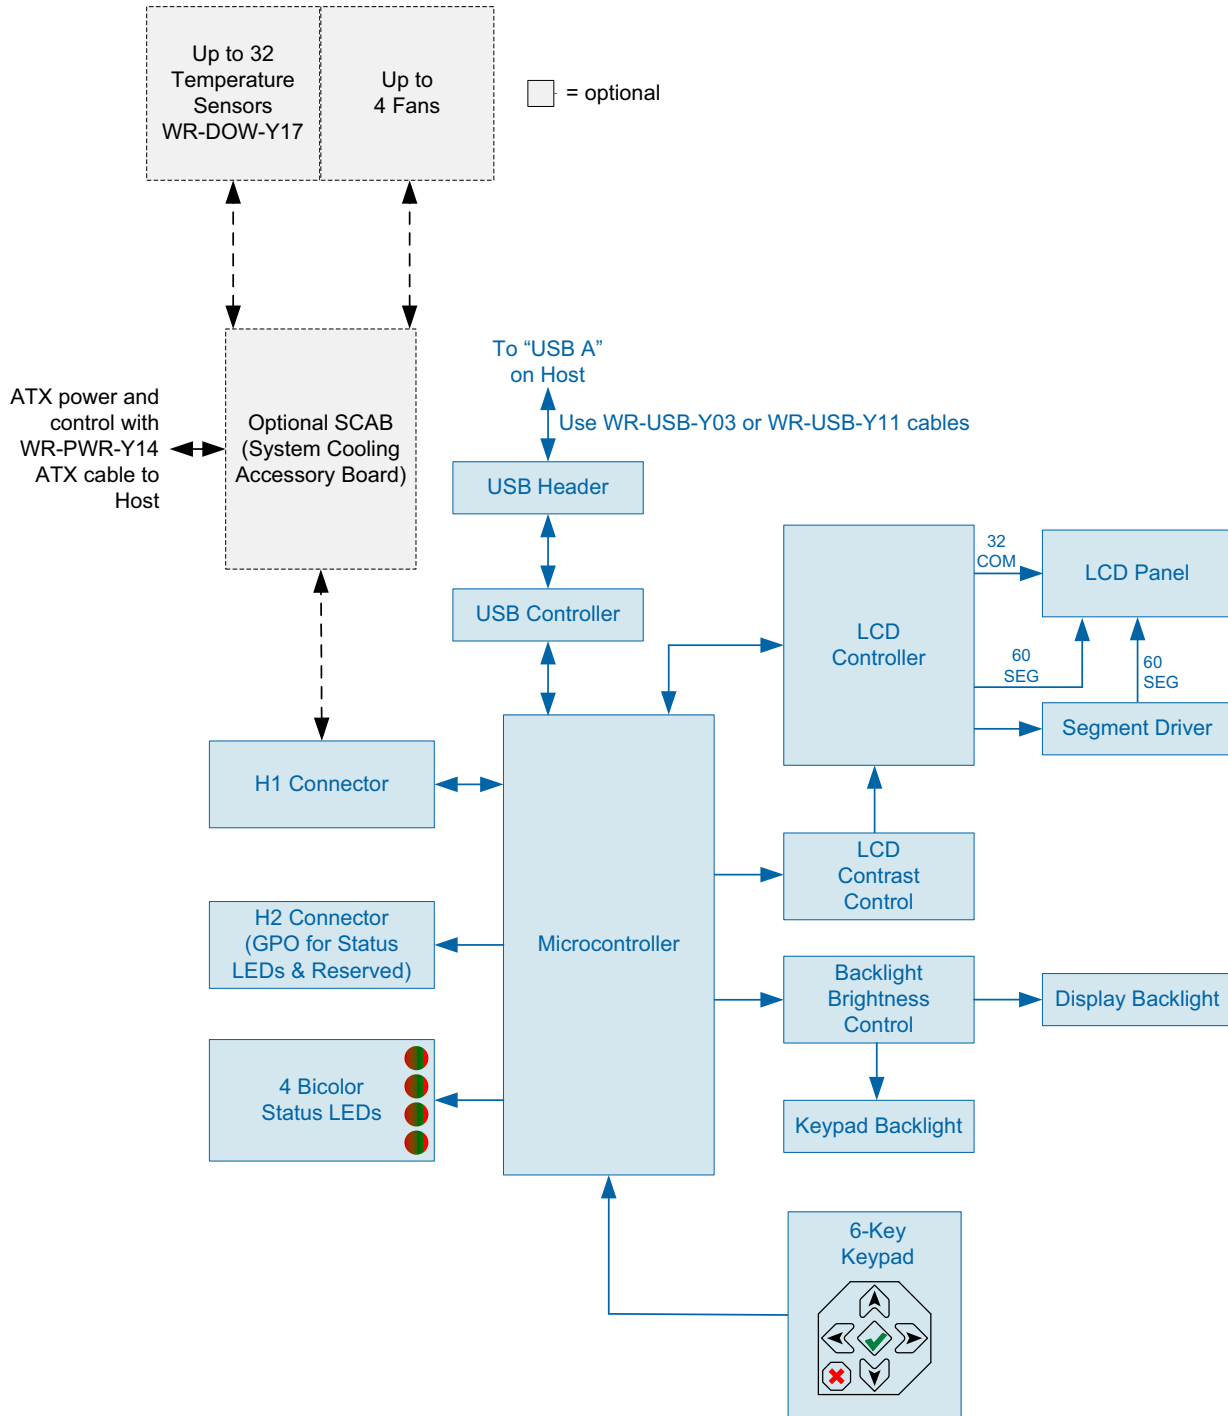 Up to 32
Temperature
Sensors
WR-DOW-Y17
Up to
4 Fans
= optional
ATX power and
control with
WR-PWR-Y14
ATX cable to
Host
Optional SCAB
(System Cooling
Accessory Board)
To “USB A”
on Host
Use WR-USB-Y03 or WR-USB-Y11 cables
USB Header
USB Controller
LCD
Controller
32
COM
LCD Panel
60
SEG
60
SEG
Segment Driver
H1 Connector
LCD
Contrast
Control
H2 Connector
(GPO for Status
LEDs & Reserved)
Microcontroller
Backlight
Brightness
Control
Display Backlight
4 Bicolor
Status LEDs
Keypad Backlight
6-Key
Keypad